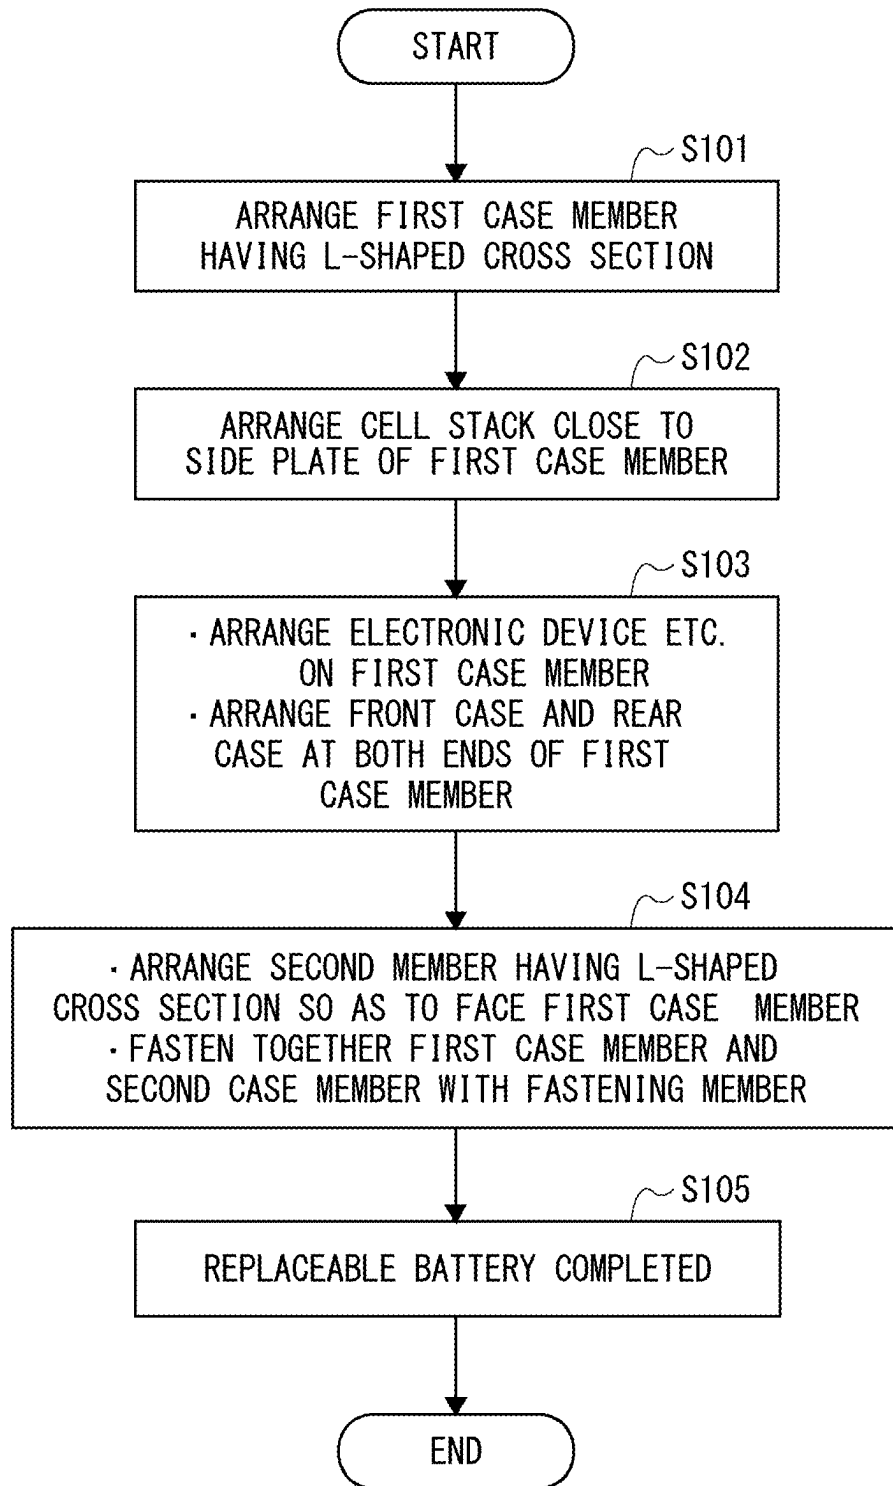 START
S101
ARRANGE FIRST CASE MEMBER
HAVING L-SHAPED CROSS SECTION
S102
ARRANGE CELL STACK CLOSE TO
SIDE PLATE OF FIRST CASE MEMBER
S103
・ARRANGE ELECTRONIC DEVICE ETC.
ON FIRST CASE MEMBER
・ARRANGE FRONT CASE AND REAR
CASE AT BOTH ENDS OF FIRST
CASE MEMBER
S104
・ARRANGE SECOND MEMBER HAVING L-SHAPED
CROSS SECTION SO AS TO FACE FIRST CASE MEMBER
・FASTEN TOGETHER FIRST CASE MEMBER AND
SECOND CASE MEMBER WITH FASTENING MEMBER
S105
REPLACEABLE BATTERY COMPLETED
END